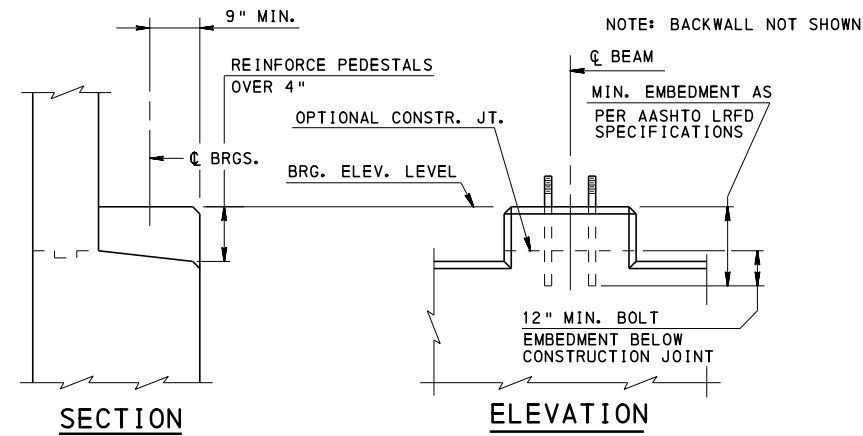 9" MIN.
NOTE: BACKWALL NOT SHOWN
REINFORCE PEDESTALS
OVER 4"
℄ BEAM
MIN. EMBEDMENT AS
PER AASHTO LRFD
SPECIFICATIONS
OPTIONAL CONSTR. JT.
℄ BRGS.
BRG. ELEV. LEVEL
12" MIN. BOLT
EMBEDMENT BELOW
CONSTRUCTION JOINT
SECTION
ELEVATION